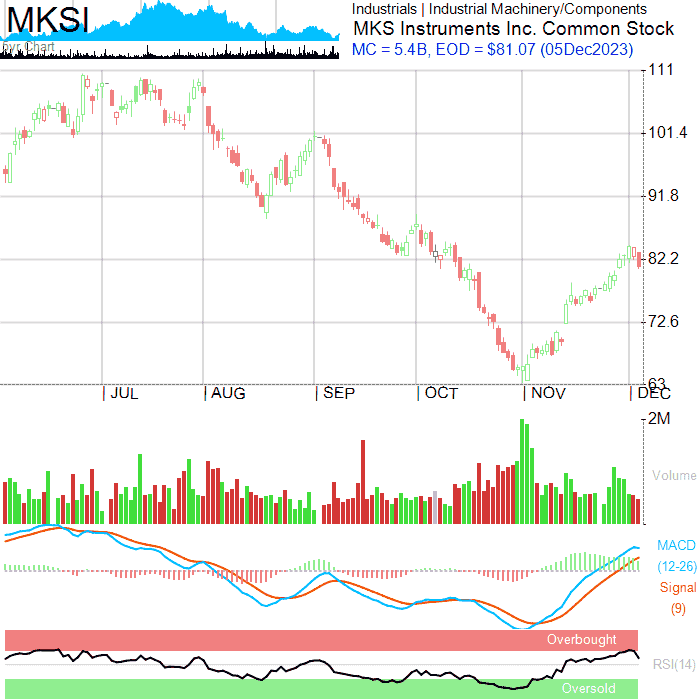 MKSI
5yr Chart
Industrials | Industrial Machinery/Components
MKS Instruments Inc. Common Stock
MC = 5.4B, EOD = $81.07 (05Dec2023)
111
101.4
91.8
82.2
72.6
63
JUL
AUG
SEP
OCT
NOV
DEC
2M
Volume
MACD
(12-26)
Signal
(9)
Overbought
RSI(14)
Oversold